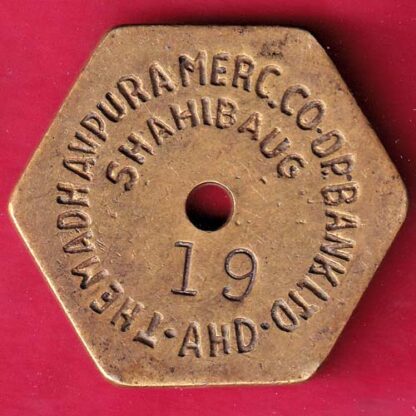 THE MADHAVPURA MERC. CO-OP. BANK LTD · AHD ·
SHAHIBAUG
19